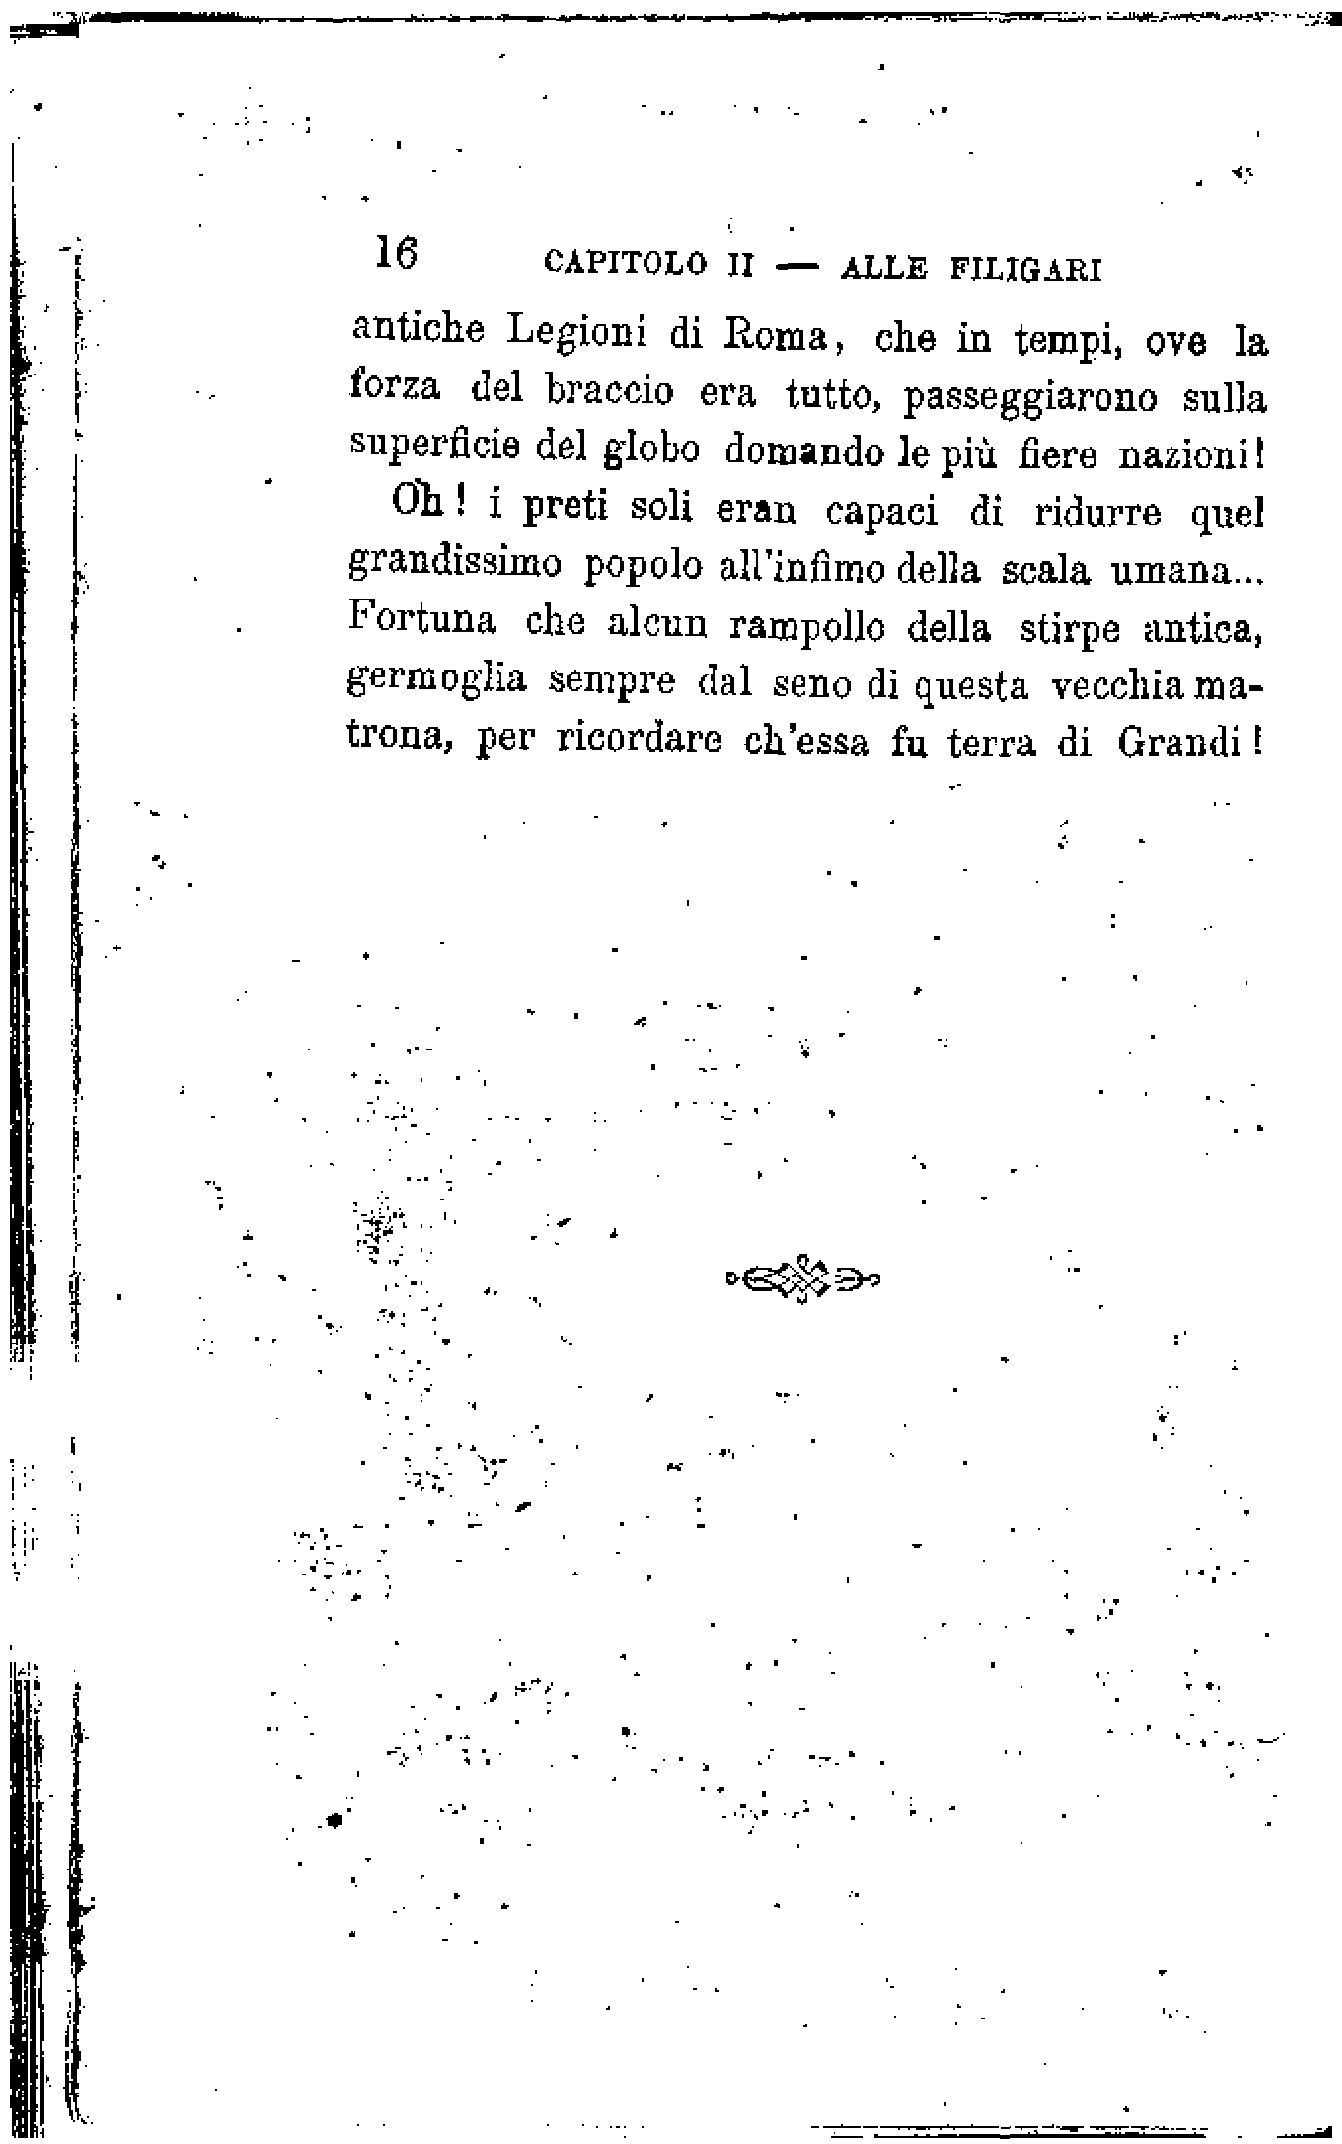 16 CAPITOLO II — ALLE FILIGARI
antiche Legioni di Roma, che in tempi, ove la
forza del braccio era tutto, passeggiarono sulla
superficie del globo domando le più fiere nazioni!
Oh! i preti soli eran capaci di ridurre quel
grandissimo popolo all'infimo della scala umana...
Fortuna che alcun rampollo della stirpe antica,
germoglia sempre dal seno di questa vecchia ma-
trona, per ricordare ch'essa fu terra di Grandi!